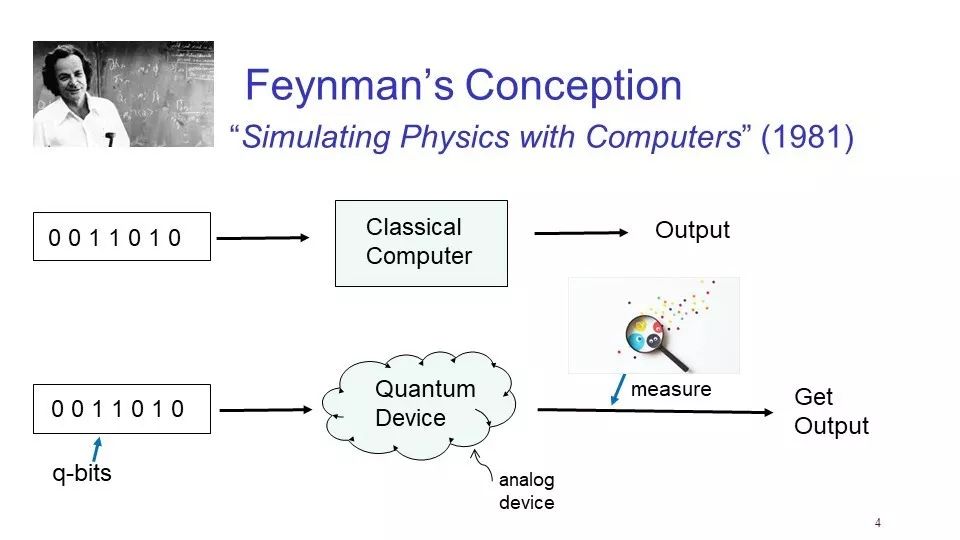 Feynman’s Conception
“Simulating Physics with Computers” (1981)
0 0 1 1 0 1 0
Classical
Computer
Output
0 0 1 1 0 1 0
Quantum
Device
measure
Get
Output
q-bits
analog
device
4